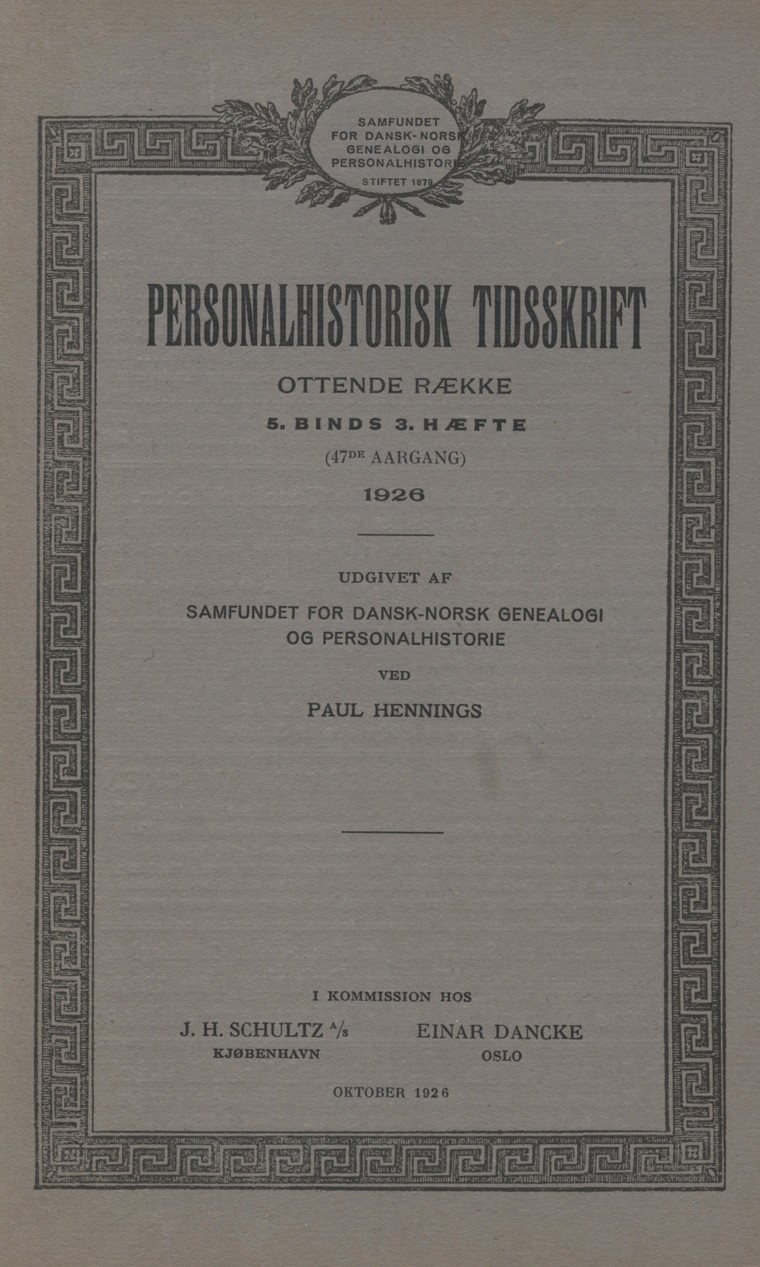 SAMFUNDET
FOR DANSK-NORSK
GENEALOGI OG
PERSONALHISTORIE
STIFTET 1879
PERSONALHISTORISK TIDSSKRIFT
OTTENDE RÆKKE
5. BINDS 3. HÆFTE
(47DE AARGANG)
1926
UDGIVET AF
SAMFUNDET FOR DANSK-NORSK GENEALOGI
OG PERSONALHISTORIE
VED
PAUL HENNINGS
I KOMMISSION HOS
J. H. SCHULTZ A/S EINAR DANCKE
KJØBENHAVN OSLO
OKTOBER 1926